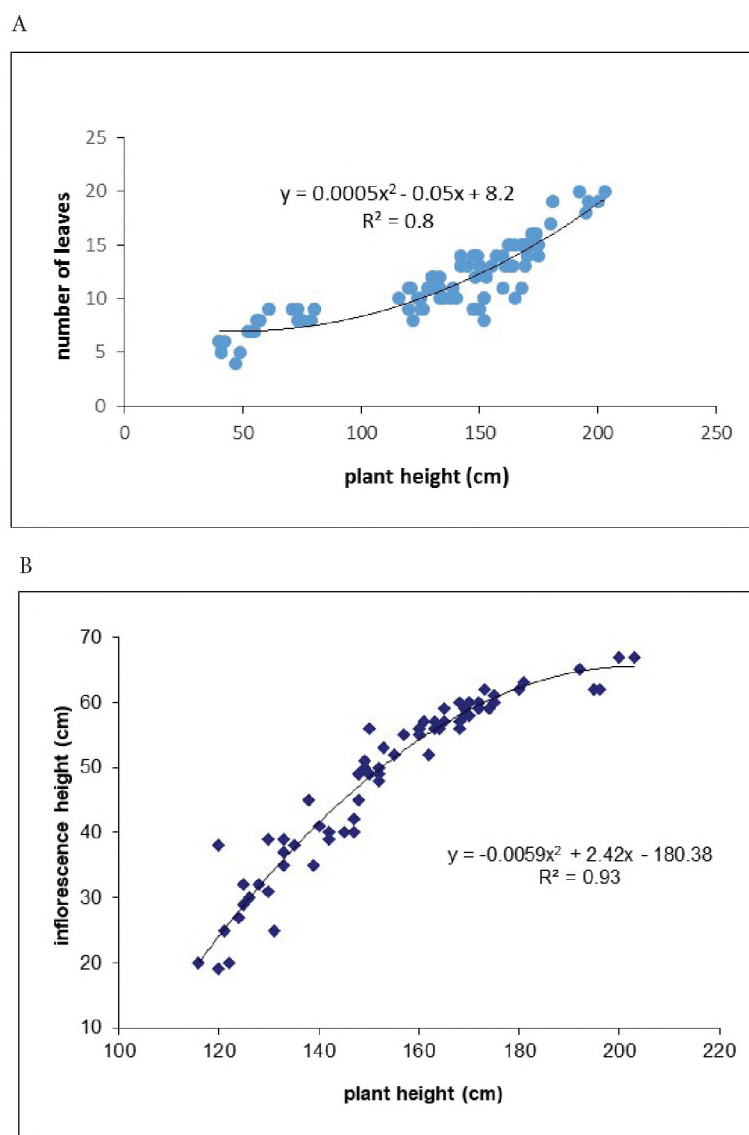 A
25
20
15
10
5
0
number of leaves
y = 0.0005x² - 0.05x + 8.2
R² = 0.8
0 50 100 150 200 250
plant height (cm)
B
70
60
50
40
30
20
10
inflorescence height (cm)
y = -0.0059x² + 2.42x - 180.38
R² = 0.93
100 120 140 160 180 200 220
plant height (cm)